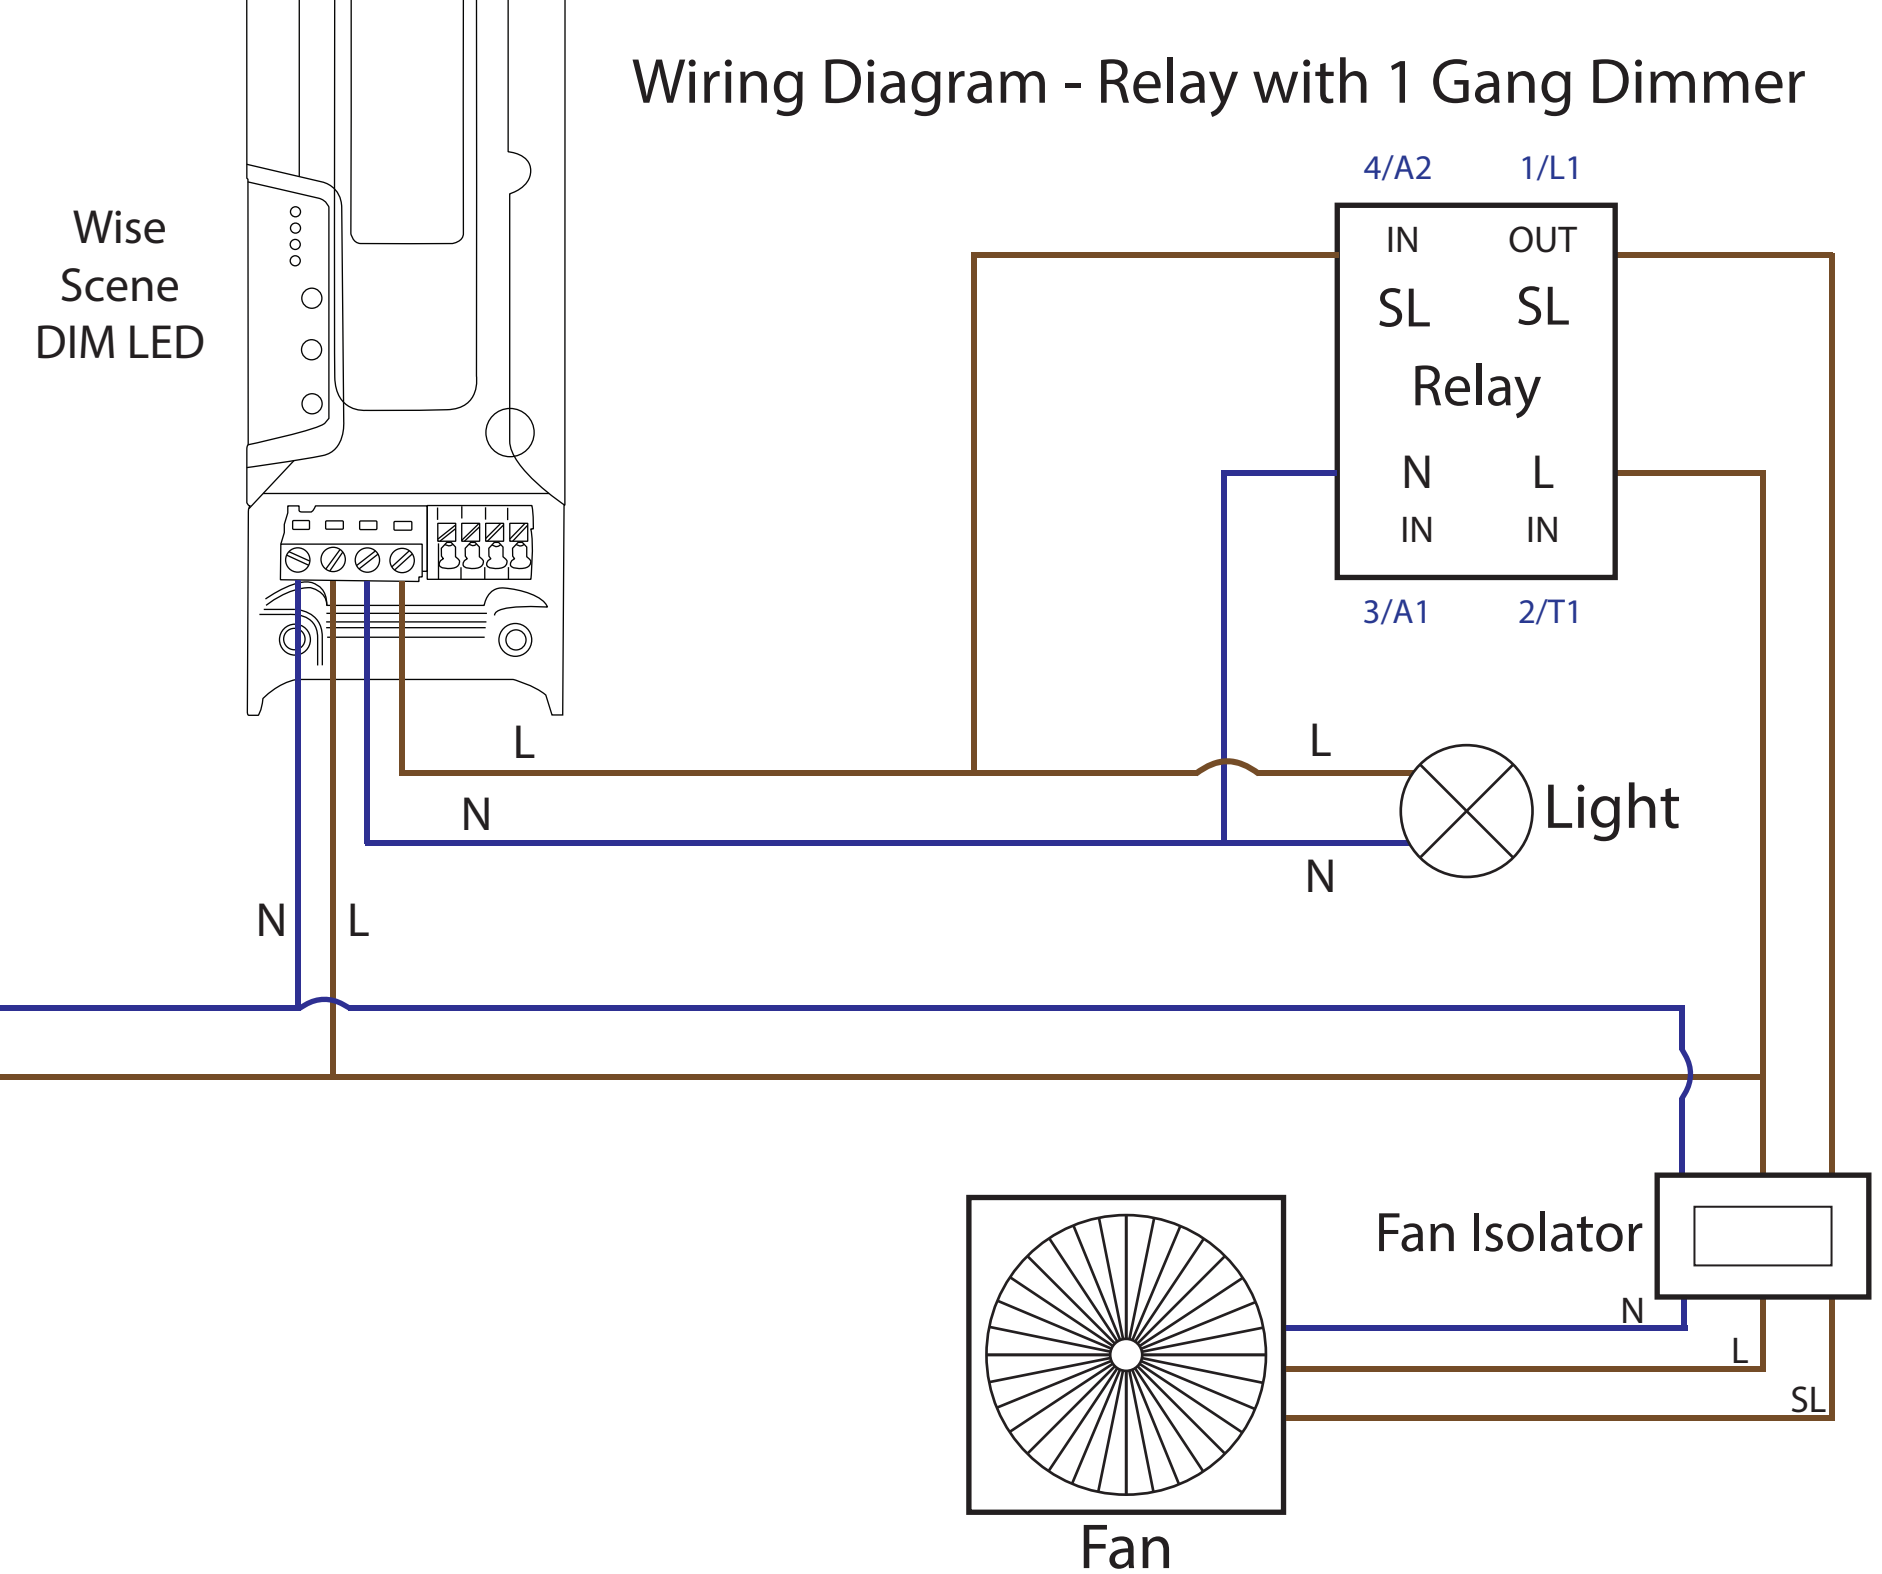 Wiring Diagram - Relay with 1 Gang Dimmer
4/A2 1/L1
Wise
Scene
DIM LED
IN OUT
SL SL
Relay
N L
IN IN
3/A1 2/T1
L
L
N
Light
N
N L
Fan Isolator
N
L
SL
Fan